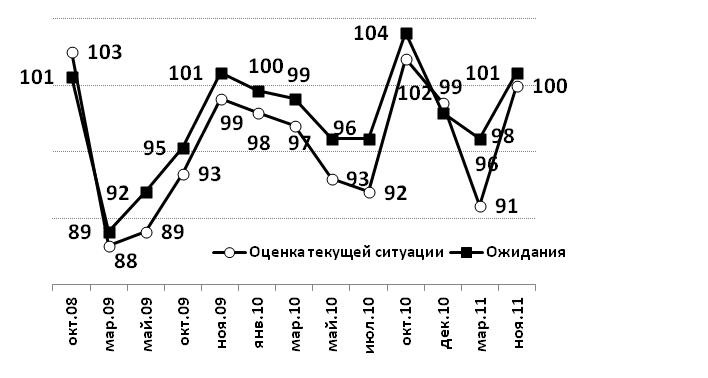 103
104
101
101
100
99
99
101
102
100
99
98
97
96
98
96
95
93
93
92
92
91
89
89
88
Оценка текущей ситуации
Ожидания
окт.08
мар.09
май.09
окт.09
ноя.09
янв.10
мар.10
май.10
июл.10
окт.10
дек.10
мар.11
ноя.11